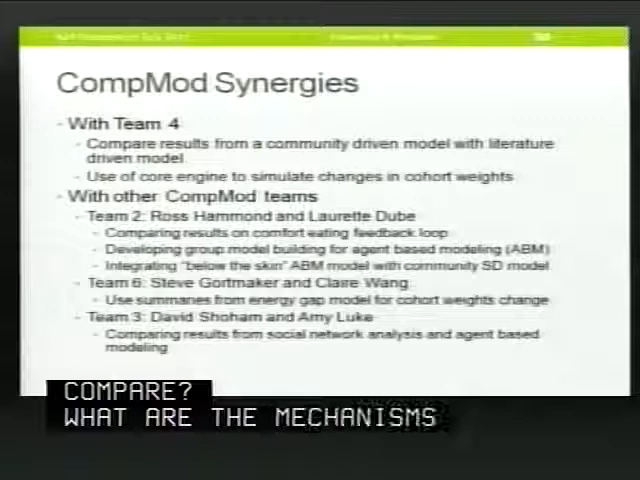 CompMod Synergies
- With Team 4
- Compare results from a community driven model with literature
driven model
- Use of core engine to simulate changes in cohort weights
- With other CompMod teams
- Team 2: Ross Hammond and Laurette Dube
- Comparing results on comfort eating feedback loop
- Developing group model building for agent based modeling (ABM)
- Integrating "below the skin" ABM model with community SD model
- Team 6: Steve Gortmaker and Claire Wang
- Use summaries from energy gap model for cohort weights change
- Team 3: David Shoham and Amy Luke
- Comparing results from social network analysis and agent based
modeling
COMPARE?
WHAT ARE THE MECHANISMS